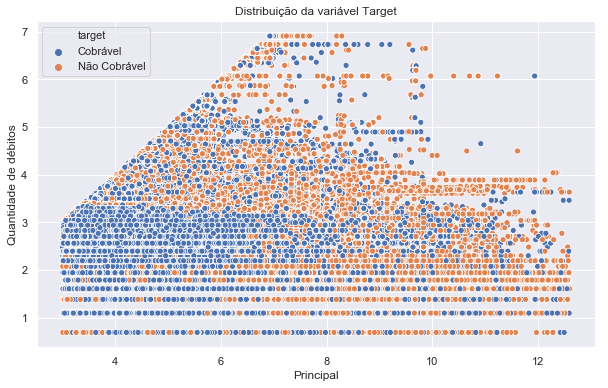 Distribuição da variável Target
target
Cobrável
Não Cobrável
Quantidade de débitos
7
6
5
4
3
2
1
4
6
8
10
12
Principal